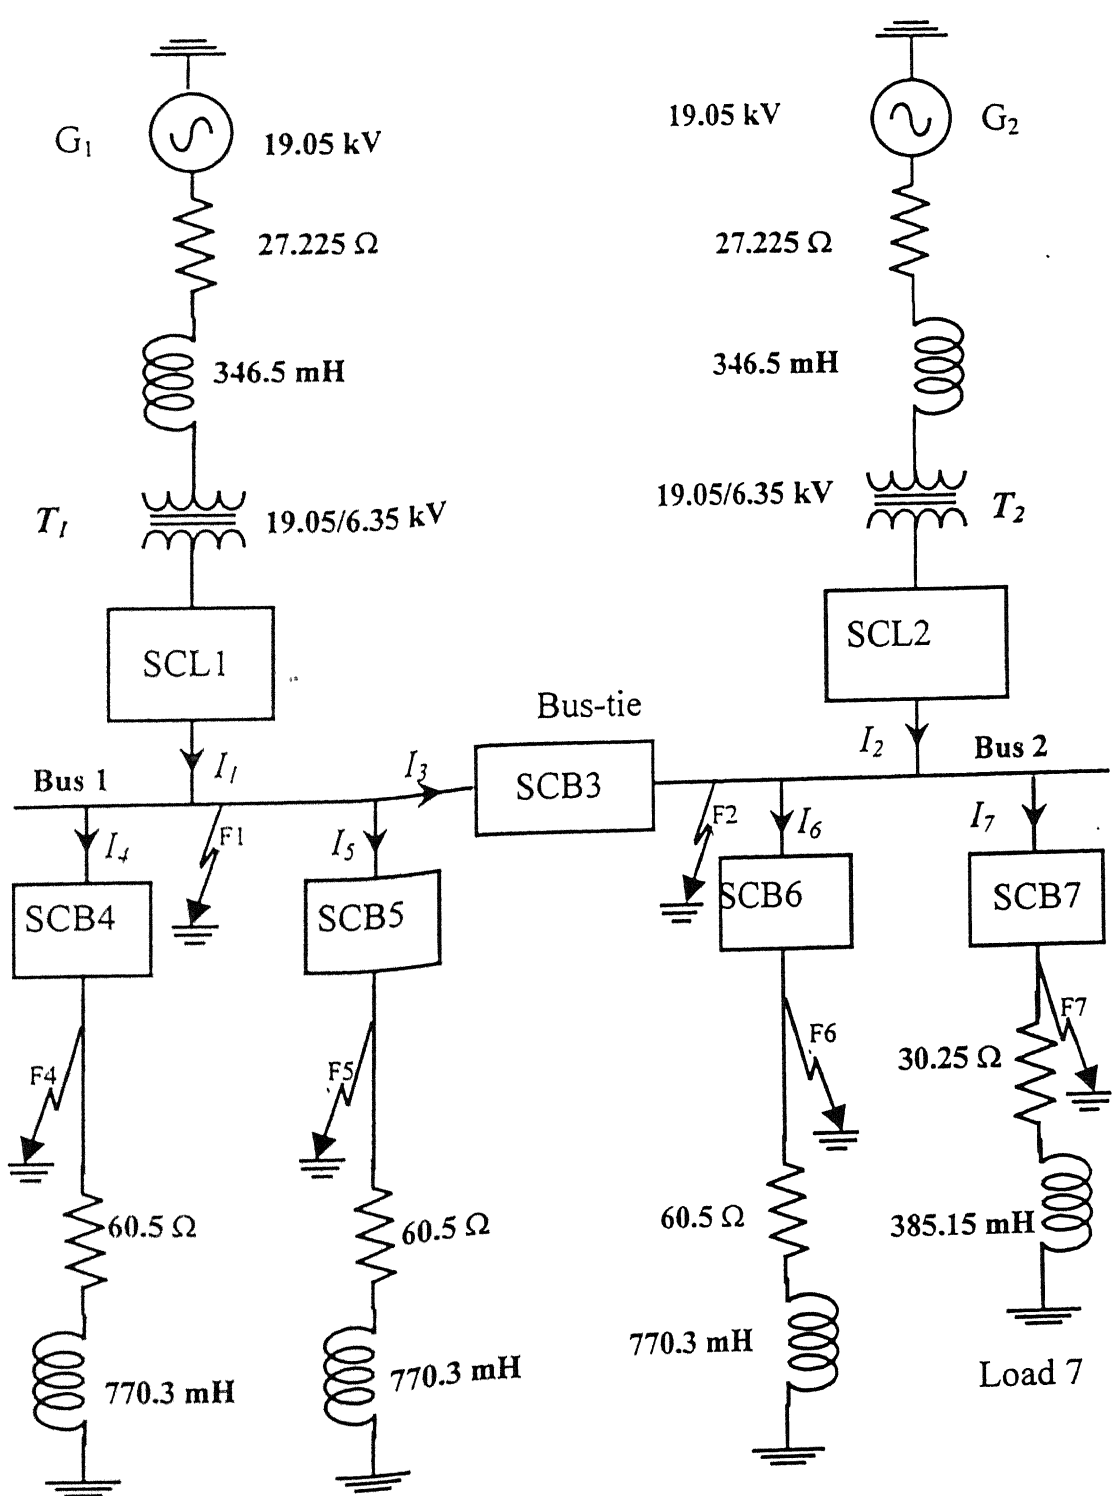 G1
19.05 kV
19.05 kV
G2
27.225 Ω
27.225 Ω
346.5 mH
346.5 mH
T1
19.05/6.35 kV
19.05/6.35 kV
T2
SCL1
SCL2
Bus-tie
Bus 1
I1
I3
SCB3
I2
Bus 2
I4
F1
I5
F2
I6
I7
SCB4
SCB5
SCB6
SCB7
F4
F5
F6
F7
30.25 Ω
60.5 Ω
60.5 Ω
60.5 Ω
385.15 mH
770.3 mH
770.3 mH
770.3 mH
Load 7